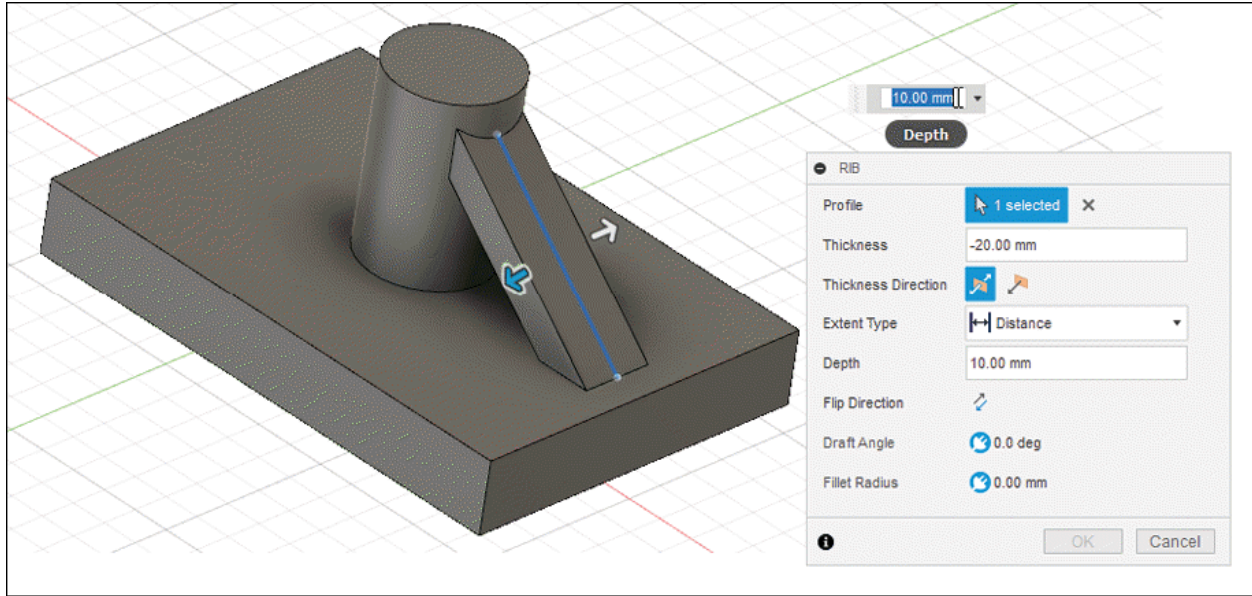 10.00 mm
Depth
RIB
Profile 1 selected
Thickness -20.00 mm
Thickness Direction
Extent Type Distance
Depth 10.00 mm
Flip Direction
Draft Angle 0.0 deg
Fillet Radius 0.00 mm
OK Cancel